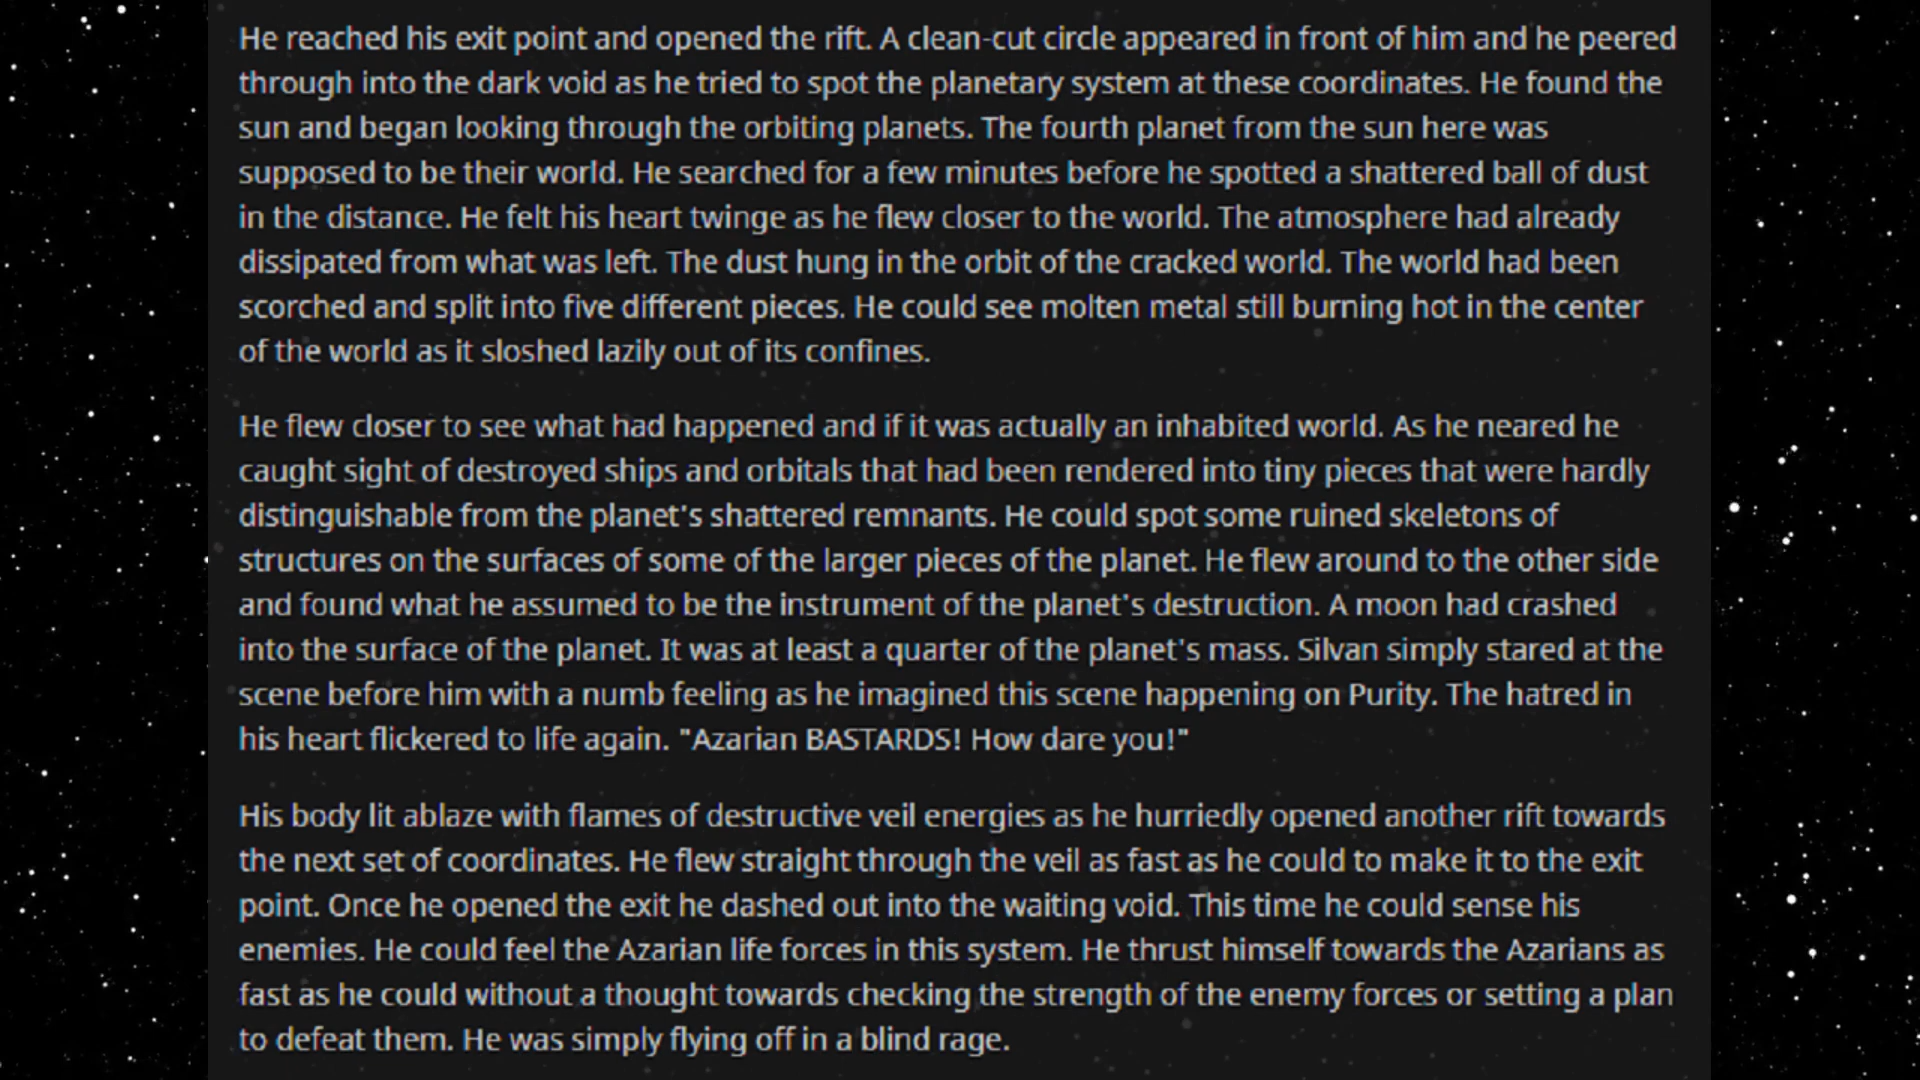 He reached his exit point and opened the rift. A clean-cut circle appeared in front of him and he peered
through into the dark void as he tried to spot the planetary system at these coordinates. He found the
sun and began looking through the orbiting planets. The fourth planet from the sun here was
supposed to be their world. He searched for a few minutes before he spotted a shattered ball of dust
in the distance. He felt his heart twinge as he flew closer to the world. The atmosphere had already
dissipated from what was left. The dust hung in the orbit of the cracked world. The world had been
scorched and split into five different pieces. He could see molten metal still burning hot in the center
of the world as it sloshed lazily out of its confines.
He flew closer to see what had happened and if it was actually an inhabited world. As he neared he
caught sight of destroyed ships and orbitals that had been rendered into tiny pieces that were hardly
distinguishable from the planet's shattered remnants. He could spot some ruined skeletons of
structures on the surfaces of some of the larger pieces of the planet. He flew around to the other side
and found what he assumed to be the instrument of the planet's destruction. A moon had crashed
into the surface of the planet. It was at least a quarter of the planet's mass. Silvan simply stared at the
scene before him with a numb feeling as he imagined this scene happening on Purity. The hatred in
his heart flickered to life again. "Azarian BASTARDS! How dare you!"
His body lit ablaze with flames of destructive veil energies as he hurriedly opened another rift towards
the next set of coordinates. He flew straight through the veil as fast as he could to make it to the exit
point. Once he opened the exit he dashed out into the waiting void. This time he could sense his
enemies. He could feel the Azarian life forces in this system. He thrust himself towards the Azarians as
fast as he could without a thought towards checking the strength of the enemy forces or setting a plan
to defeat them. He was simply flying off in a blind rage.